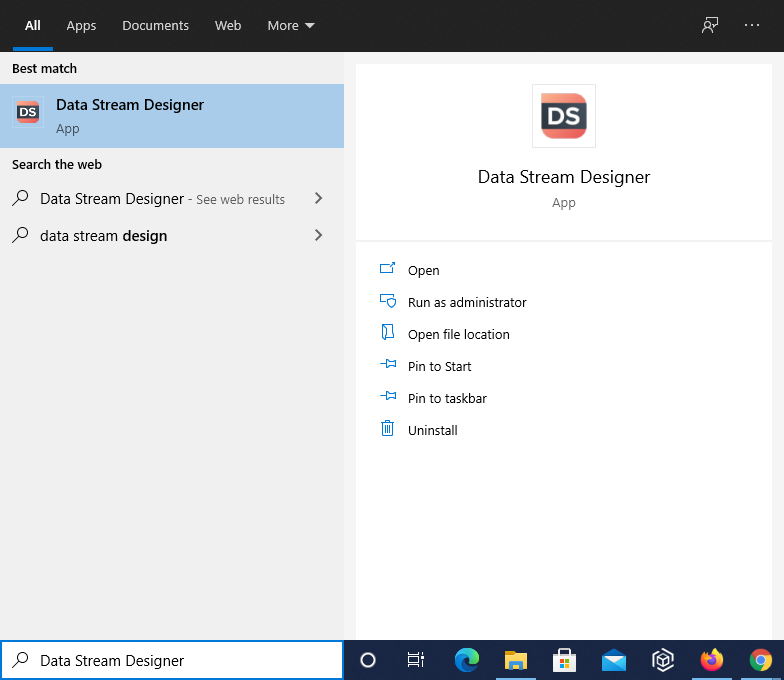 All Apps Documents Web More
Best match
DS
Data Stream Designer
App
Search the web
Data Stream Designer - See web results
data stream design
DS
Data Stream Designer
App
Open
Run as administrator
Open file location
Pin to Start
Pin to taskbar
Uninstall
Data Stream Designer